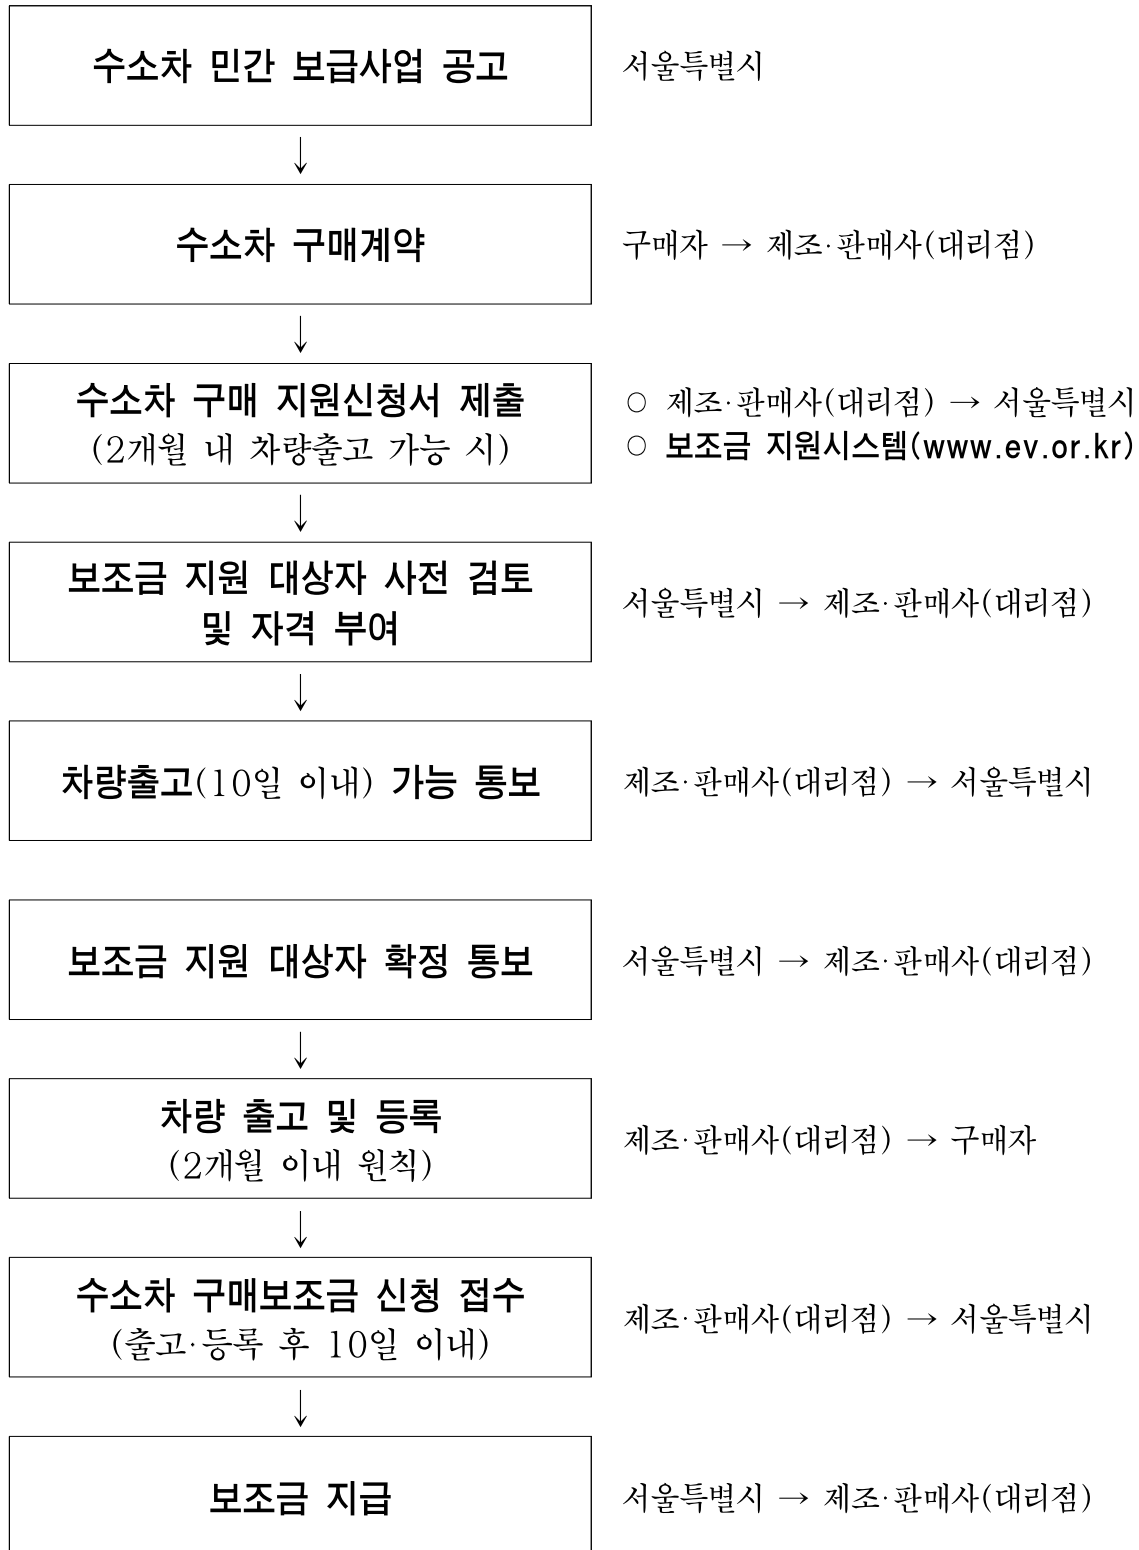 수소차 민간 보급사업 공고
서울특별시
↓
수소차 구매계약
구매자 → 제조·판매사(대리점)
↓
수소차 구매 지원신청서 제출
(2개월 내 차량출고 가능 시)
○ 제조·판매사(대리점) → 서울특별시
○ 보조금 지원시스템(www.ev.or.kr)
↓
보조금 지원 대상자 사전 검토
및 자격 부여
서울특별시 → 제조·판매사(대리점)
↓
차량출고(10일 이내) 가능 통보
제조·판매사(대리점) → 서울특별시
보조금 지원 대상자 확정 통보
서울특별시 → 제조·판매사(대리점)
↓
차량 출고 및 등록
(2개월 이내 원칙)
제조·판매사(대리점) → 구매자
↓
수소차 구매보조금 신청 접수
(출고·등록 후 10일 이내)
제조·판매사(대리점) → 서울특별시
↓
보조금 지급
서울특별시 → 제조·판매사(대리점)